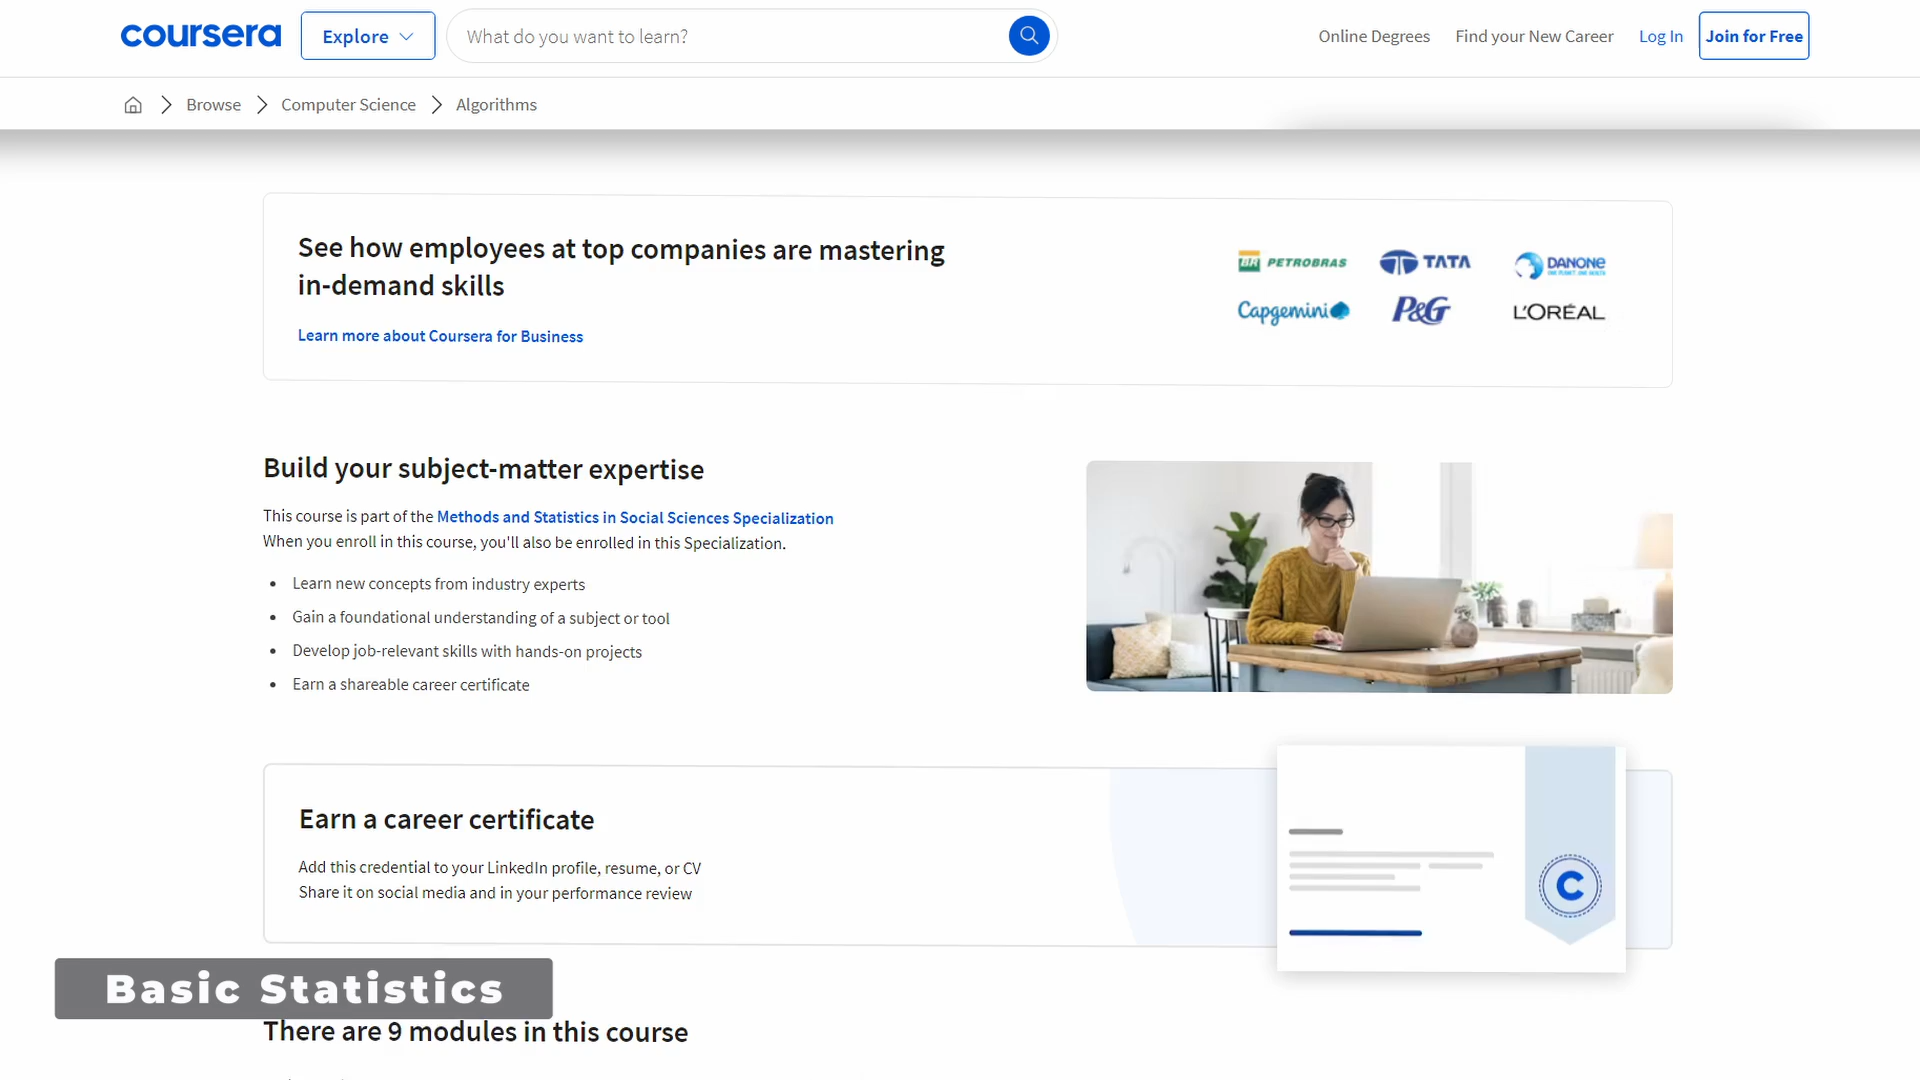 coursera
Explore
What do you want to learn?
Online Degrees
Find your New Career
Log In
Join for Free
Browse
Computer Science
Algorithms
See how employees at top companies are mastering
in-demand skills
Learn more about Coursera for Business
BR PETROBRAS
TATA
DANONE
ONE PLANET. ONE HEALTH
Capgemini
P&G
L'ORÉAL
Build your subject-matter expertise
This course is part of the Methods and Statistics in Social Sciences Specialization
When you enroll in this course, you'll also be enrolled in this Specialization.
Learn new concepts from industry experts
Gain a foundational understanding of a subject or tool
Develop job-relevant skills with hands-on projects
Earn a shareable career certificate
Earn a career certificate
Add this credential to your LinkedIn profile, resume, or CV
Share it on social media and in your performance review
C
Basic Statistics
There are 9 modules in this course